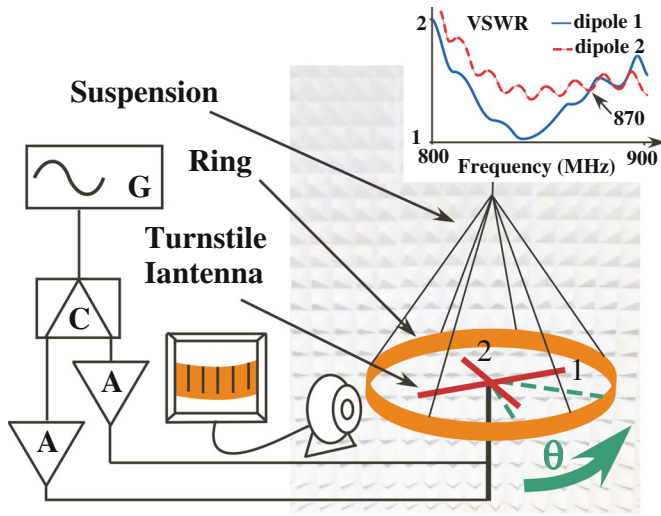 2
VSWR
dipole 1
dipole 2
870
1
800
900
Frequency (MHz)
Suspension
Ring
G
Turnstile
Iantenna
C
A
A
2
1
θ